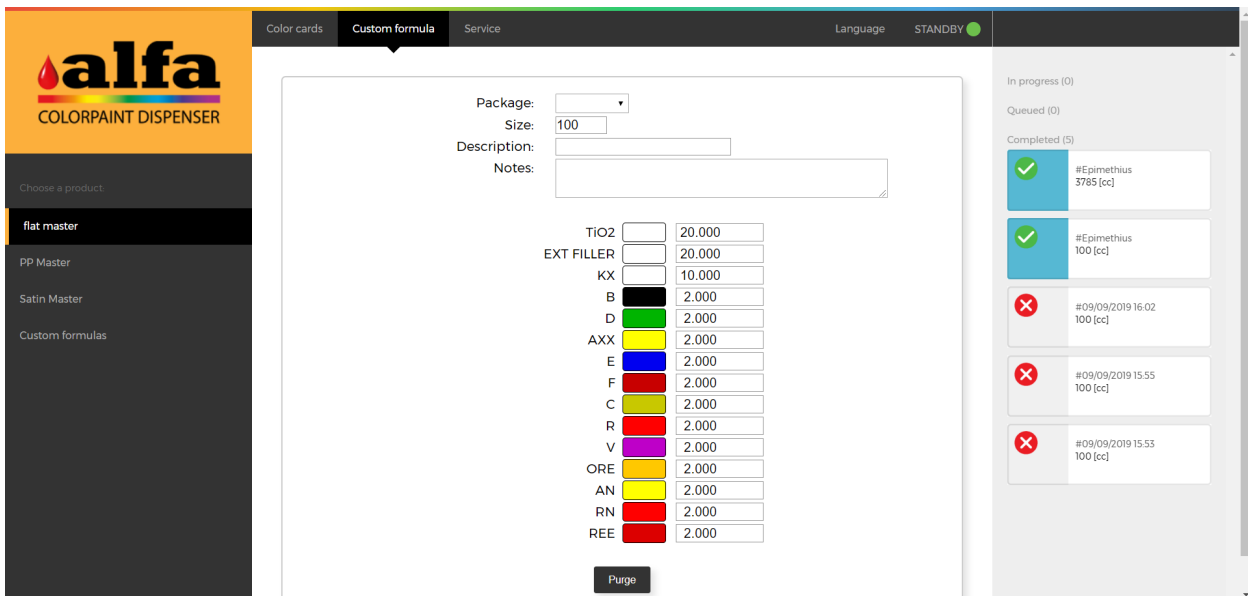 alfa
COLORPAINT DISPENSER
Choose a product:
flat master
PP Master
Satin Master
Custom formulas
Color cards Custom formula Service Language STANDBY
Package:
Size: 100
Description:
Notes:
TiO2 20.000
EXT FILLER 20.000
KX 10.000
B 2.000
D 2.000
AXX 2.000
E 2.000
F 2.000
C 2.000
R 2.000
V 2.000
ORE 2.000
AN 2.000
RN 2.000
REE 2.000
Purge
In progress (0)
Queued (0)
Completed (5)
#Epimethius
3785 [cc]
#Epimethius
100 [cc]
#09/09/2019 16:02
100 [cc]
#09/09/2019 15:55
100 [cc]
#09/09/2019 15:53
100 [cc]